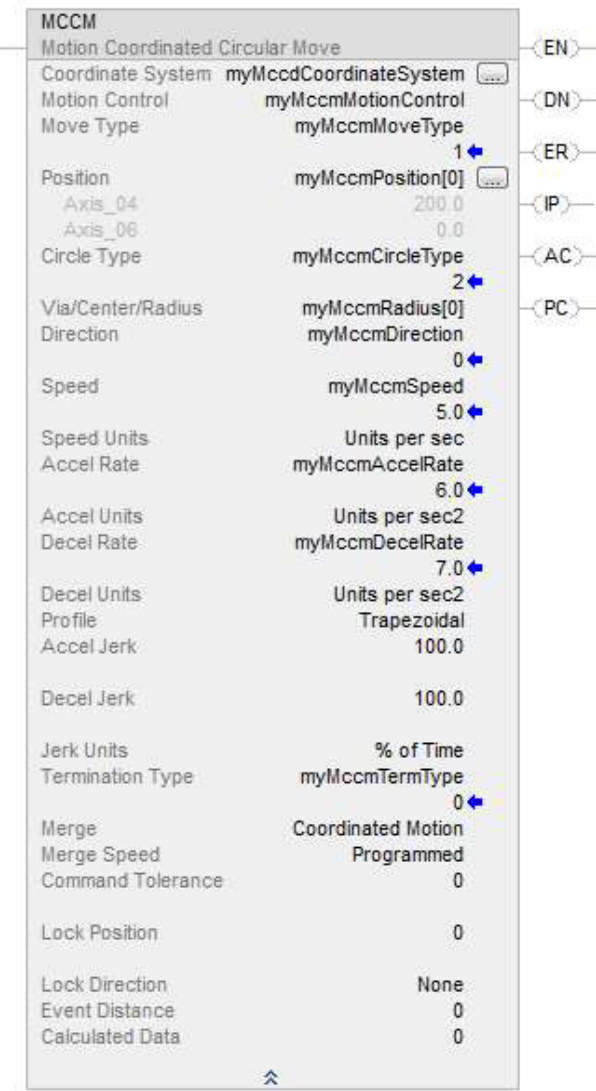 MCCM
Motion Coordinated Circular Move
(EN)
Coordinate System myMccdCoordinateSystem ...
Motion Control myMccmMotionControl
(DN)
Move Type myMccmMoveType
1
(ER)
Position myMccmPosition[0] ...
Axis_04 200.0
(IP)
Axis_06 0.0
Circle Type myMccmCircleType
(AC)
2
Via/Center/Radius myMccmRadius[0]
(PC)
Direction myMccmDirection
0
Speed myMccmSpeed
5.0
Speed Units Units per sec
Accel Rate myMccmAccelRate
6.0
Accel Units Units per sec2
Decel Rate myMccmDecelRate
7.0
Decel Units Units per sec2
Profile Trapezoidal
Accel Jerk 100.0
Decel Jerk 100.0
Jerk Units % of Time
Termination Type myMccmTermType
0
Merge Coordinated Motion
Merge Speed Programmed
Command Tolerance 0
Lock Position 0
Lock Direction None
Event Distance 0
Calculated Data 0